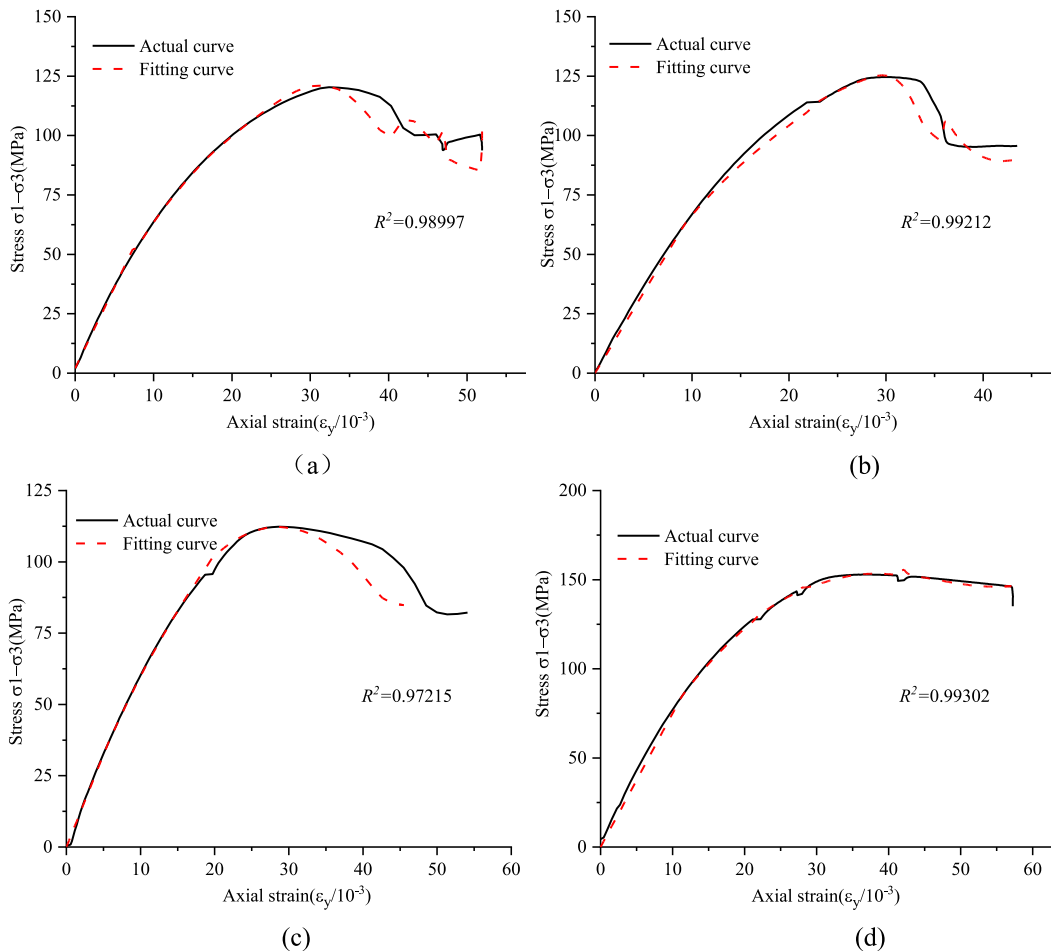 150
125
100
75
50
25
0
Stress σ1–σ3(MPa)
Actual curve
Fitting curve
R²=0.98997
0 10 20 30 40 50
Axial strain(εy/10⁻³)
(a)
150
125
100
75
50
25
0
Stress σ1–σ3(MPa)
Actual curve
Fitting curve
R²=0.99212
0 10 20 30 40
Axial strain(εy/10⁻³)
(b)
125
100
75
50
25
0
Stress σ1–σ3(MPa)
Actual curve
Fitting curve
R²=0.97215
0 10 20 30 40 50 60
Axial strain(εy/10⁻³)
(c)
200
150
100
50
0
Stress σ1–σ3(MPa)
Actual curve
Fitting curve
R²=0.99302
0 10 20 30 40 50 60
Axial strain(εy/10⁻³)
(d)